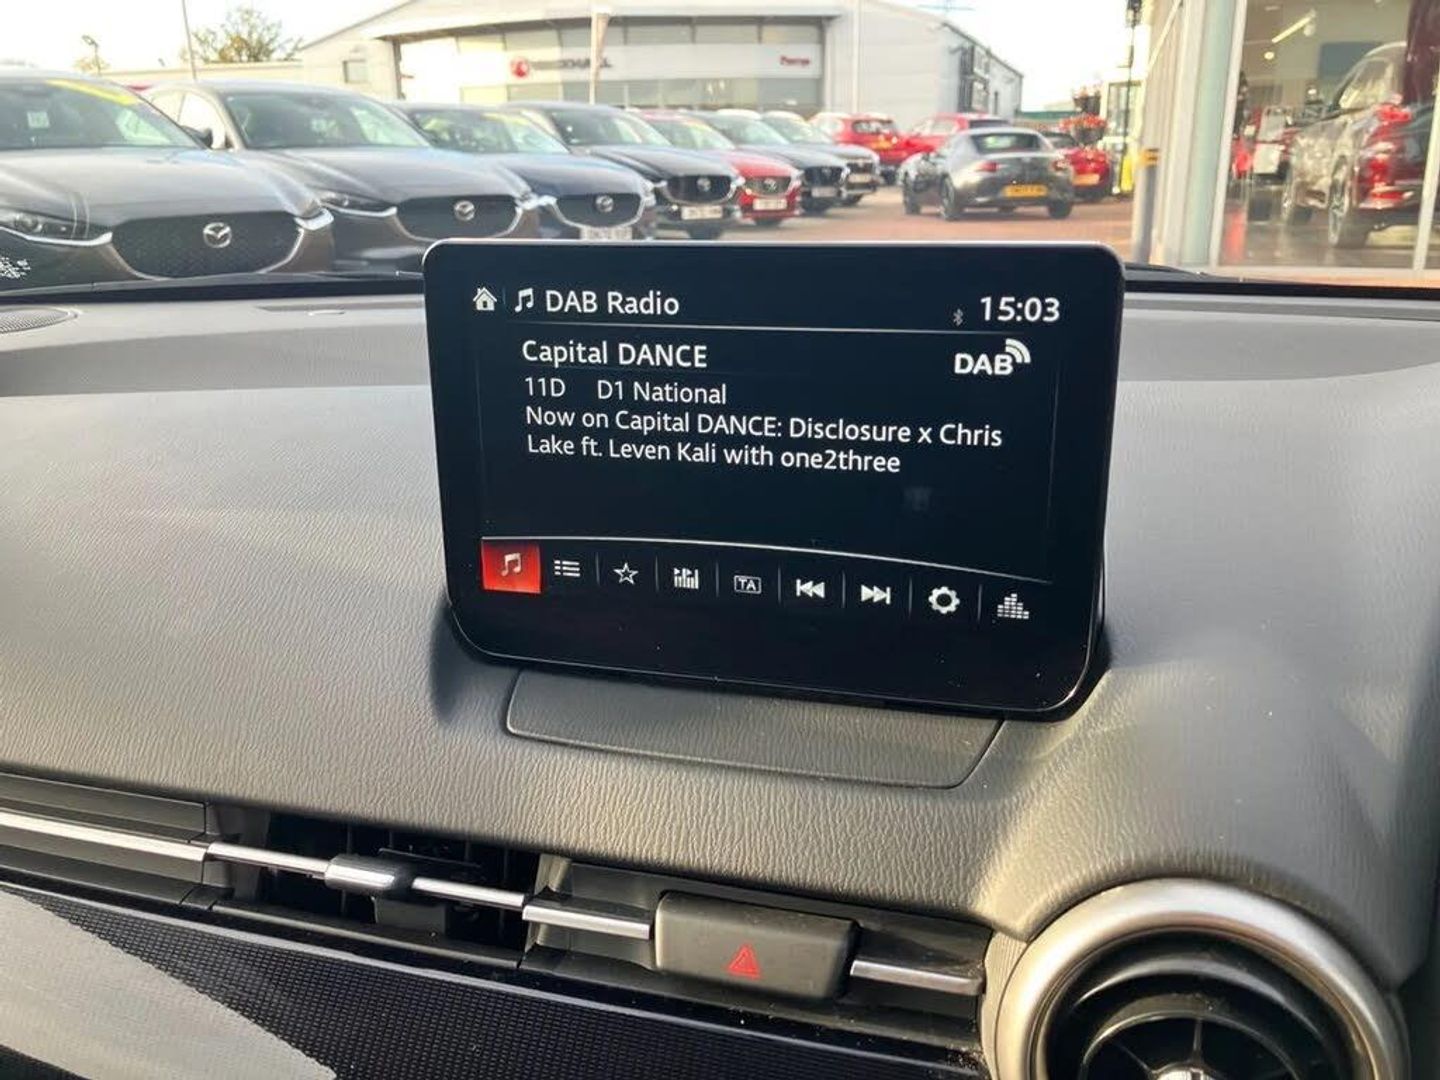 DAB Radio
15:03
Capital DANCE
DAB
11D D1 National
Now on Capital DANCE: Disclosure x Chris
Lake ft. Leven Kali with one2three
TA